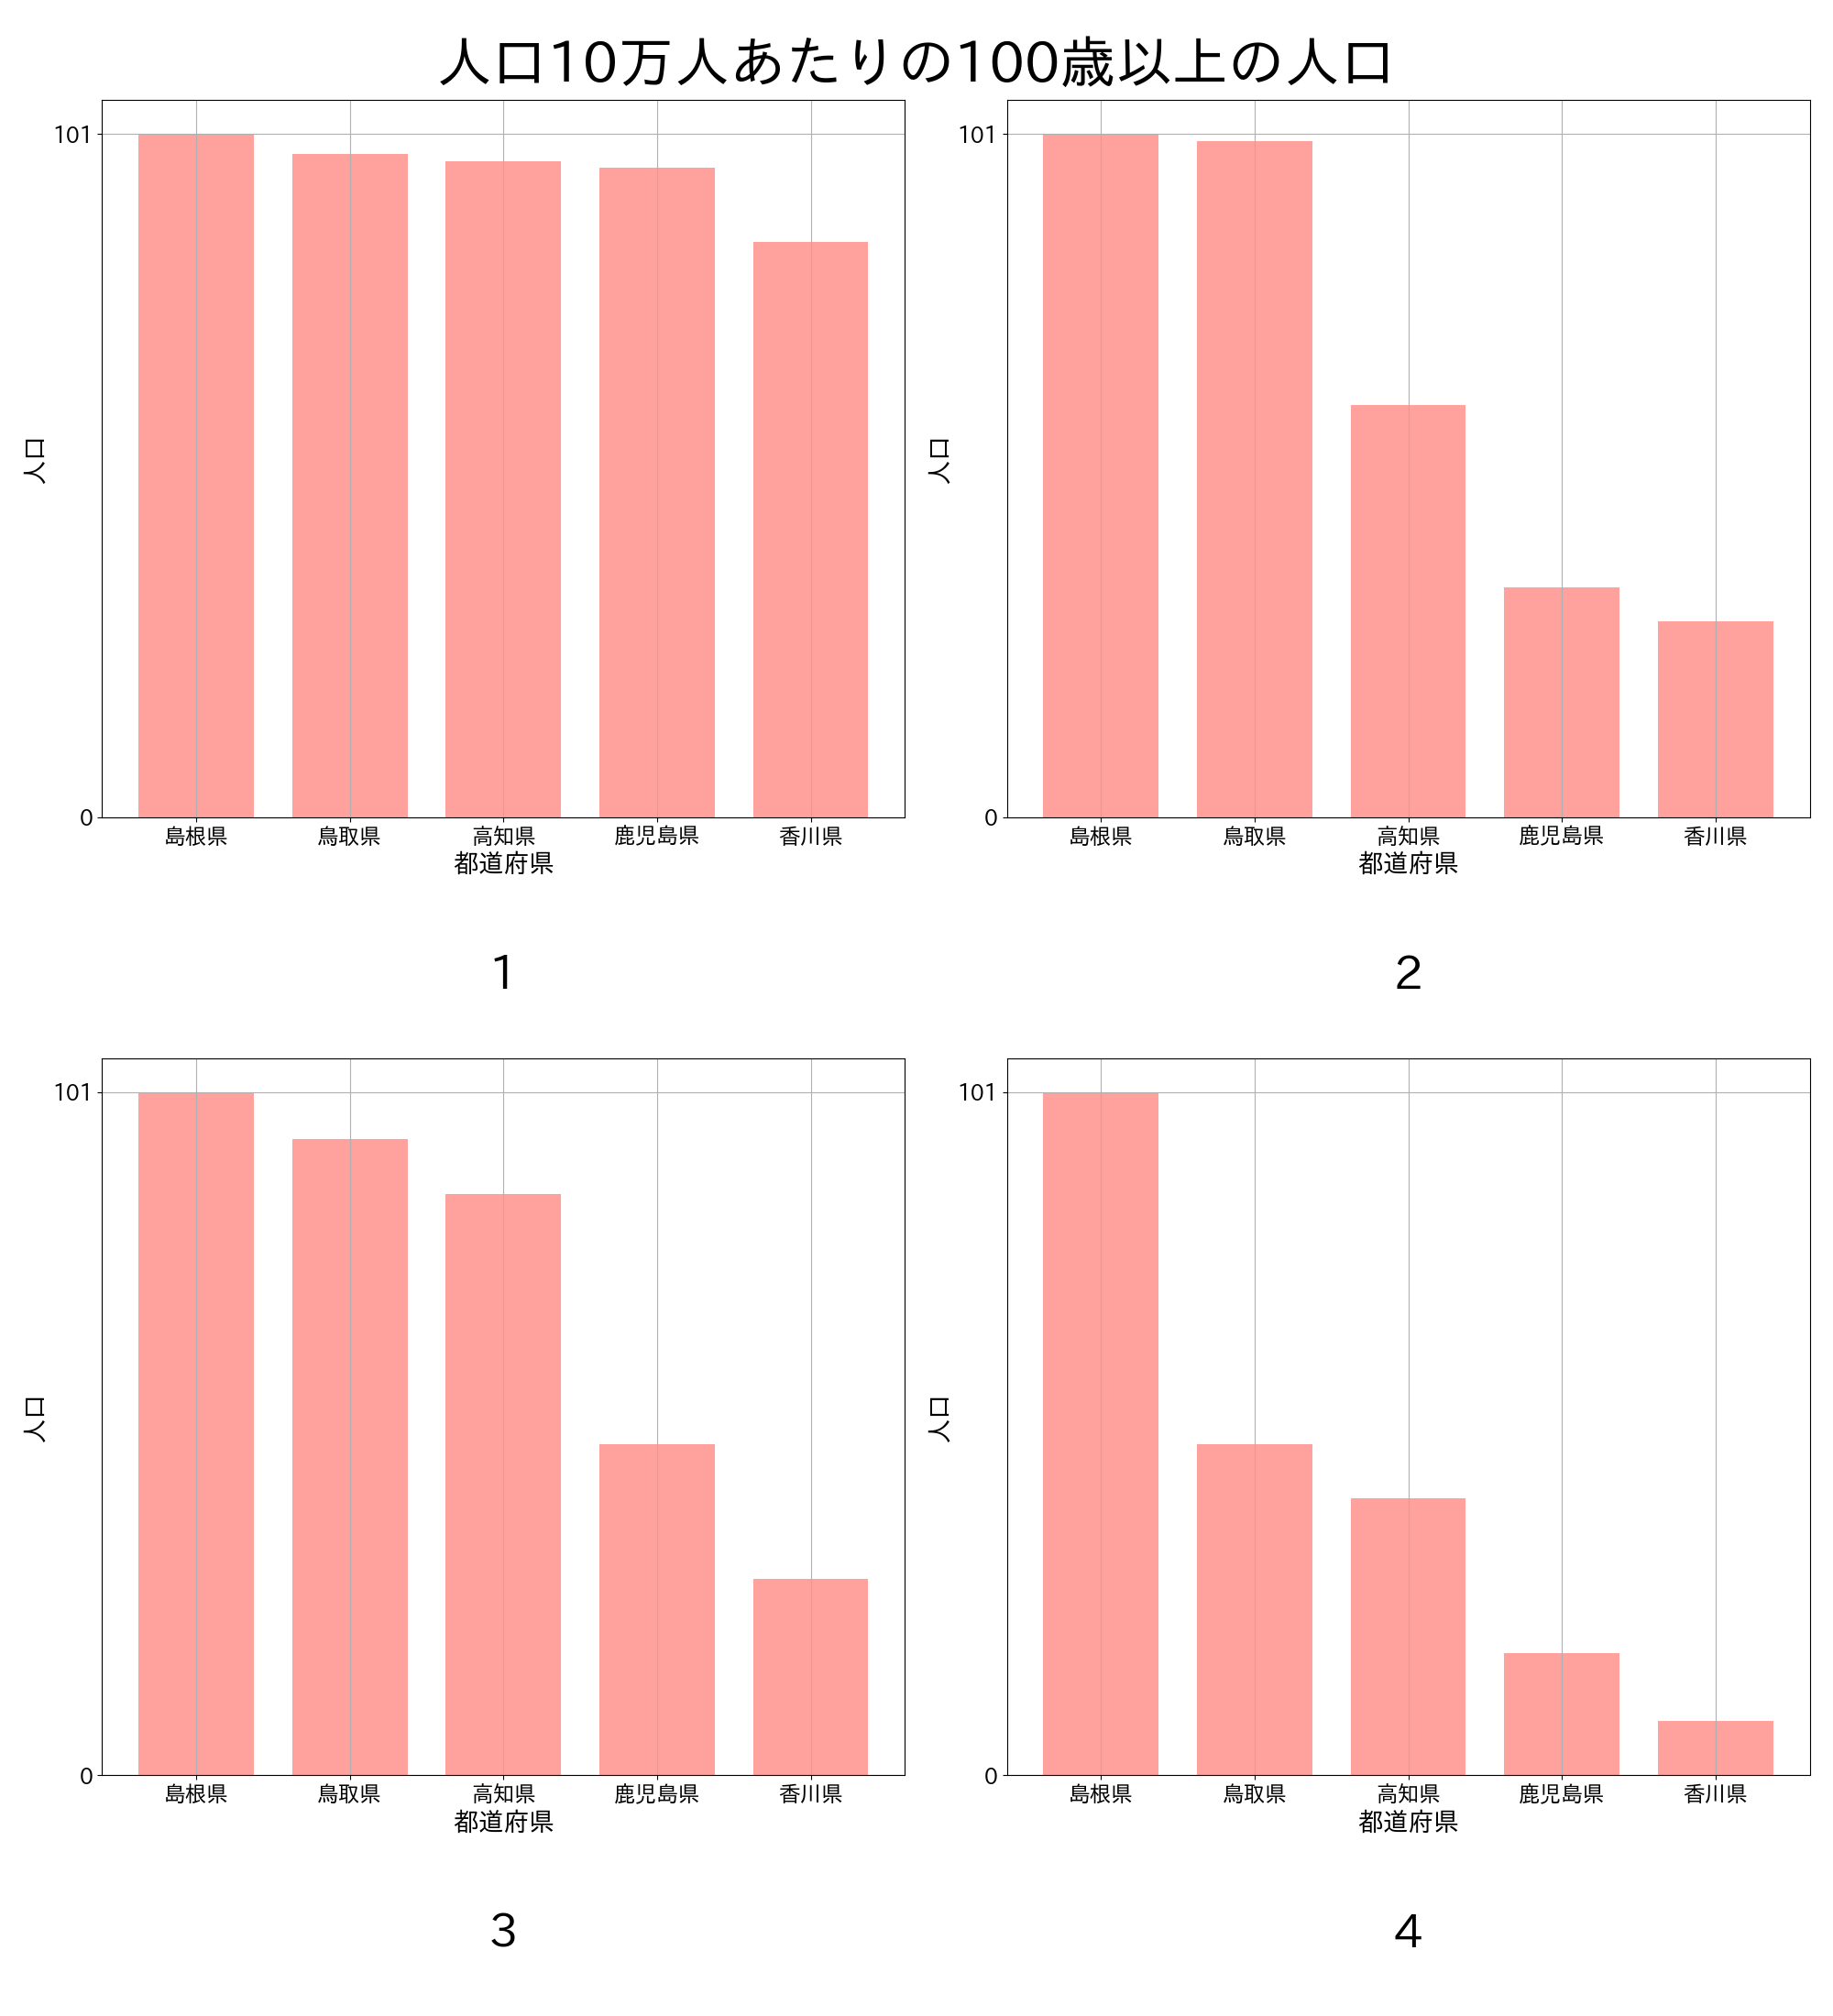 人口10万人あたりの100歳以上の人口
101
0
人口
島根県 鳥取県 高知県 鹿児島県 香川県
都道府県
1
101
0
人口
島根県 鳥取県 高知県 鹿児島県 香川県
都道府県
2
101
0
人口
島根県 鳥取県 高知県 鹿児島県 香川県
都道府県
3
101
0
人口
島根県 鳥取県 高知県 鹿児島県 香川県
都道府県
4